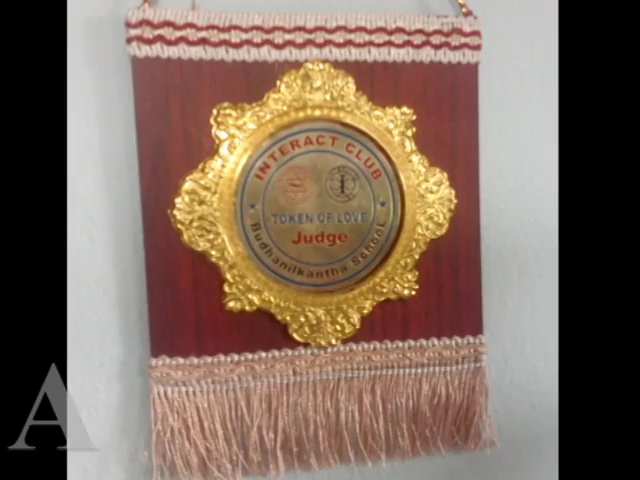 INTERACT CLUB
TOKEN OF LOVE
Judge
Budhanilkantha School
A